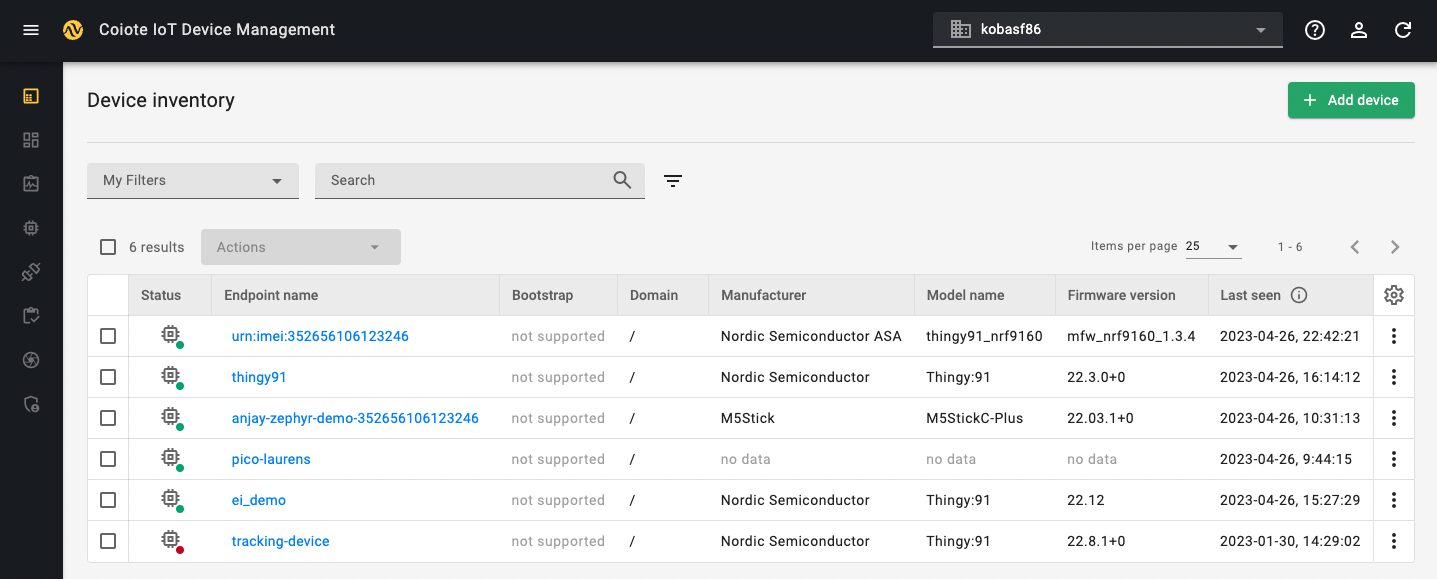 Coiote IoT Device Management
kobasf86
Device inventory
Add device
My Filters
Search
6 results
Actions
Items per page 25
1 - 6
Status Endpoint name Bootstrap Domain Manufacturer Model name Firmware version Last seen
urn:imei:352656106123246 not supported / Nordic Semiconductor ASA thingy91_nrf9160 mfw_nrf9160_1.3.4 2023-04-26, 22:42:21
thingy91 not supported / Nordic Semiconductor Thingy:91 22.3.0+0 2023-04-26, 16:14:12
anjay-zephyr-demo-352656106123246 not supported / M5Stick M5StickC-Plus 22.03.1+0 2023-04-26, 10:31:13
pico-laurens not supported / no data no data no data 2023-04-26, 9:44:15
ei_demo not supported / Nordic Semiconductor Thingy:91 22.12 2023-04-26, 15:27:29
tracking-device not supported / Nordic Semiconductor Thingy:91 22.8.1+0 2023-01-30, 14:29:02